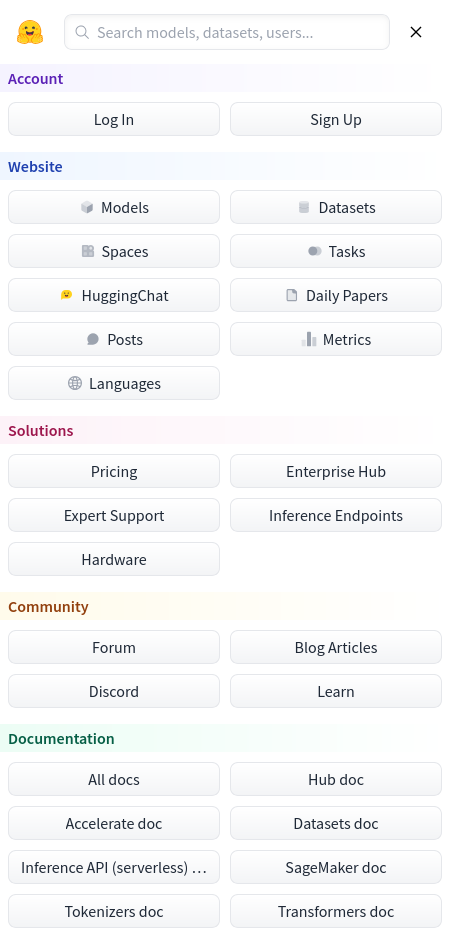 Search models, datasets, users...
Account
Log In
Sign Up
Website
Models
Datasets
Spaces
Tasks
HuggingChat
Daily Papers
Posts
Metrics
Languages
Solutions
Pricing
Enterprise Hub
Expert Support
Inference Endpoints
Hardware
Community
Forum
Blog Articles
Discord
Learn
Documentation
All docs
Hub doc
Accelerate doc
Datasets doc
Inference API (serverless) …
SageMaker doc
Tokenizers doc
Transformers doc